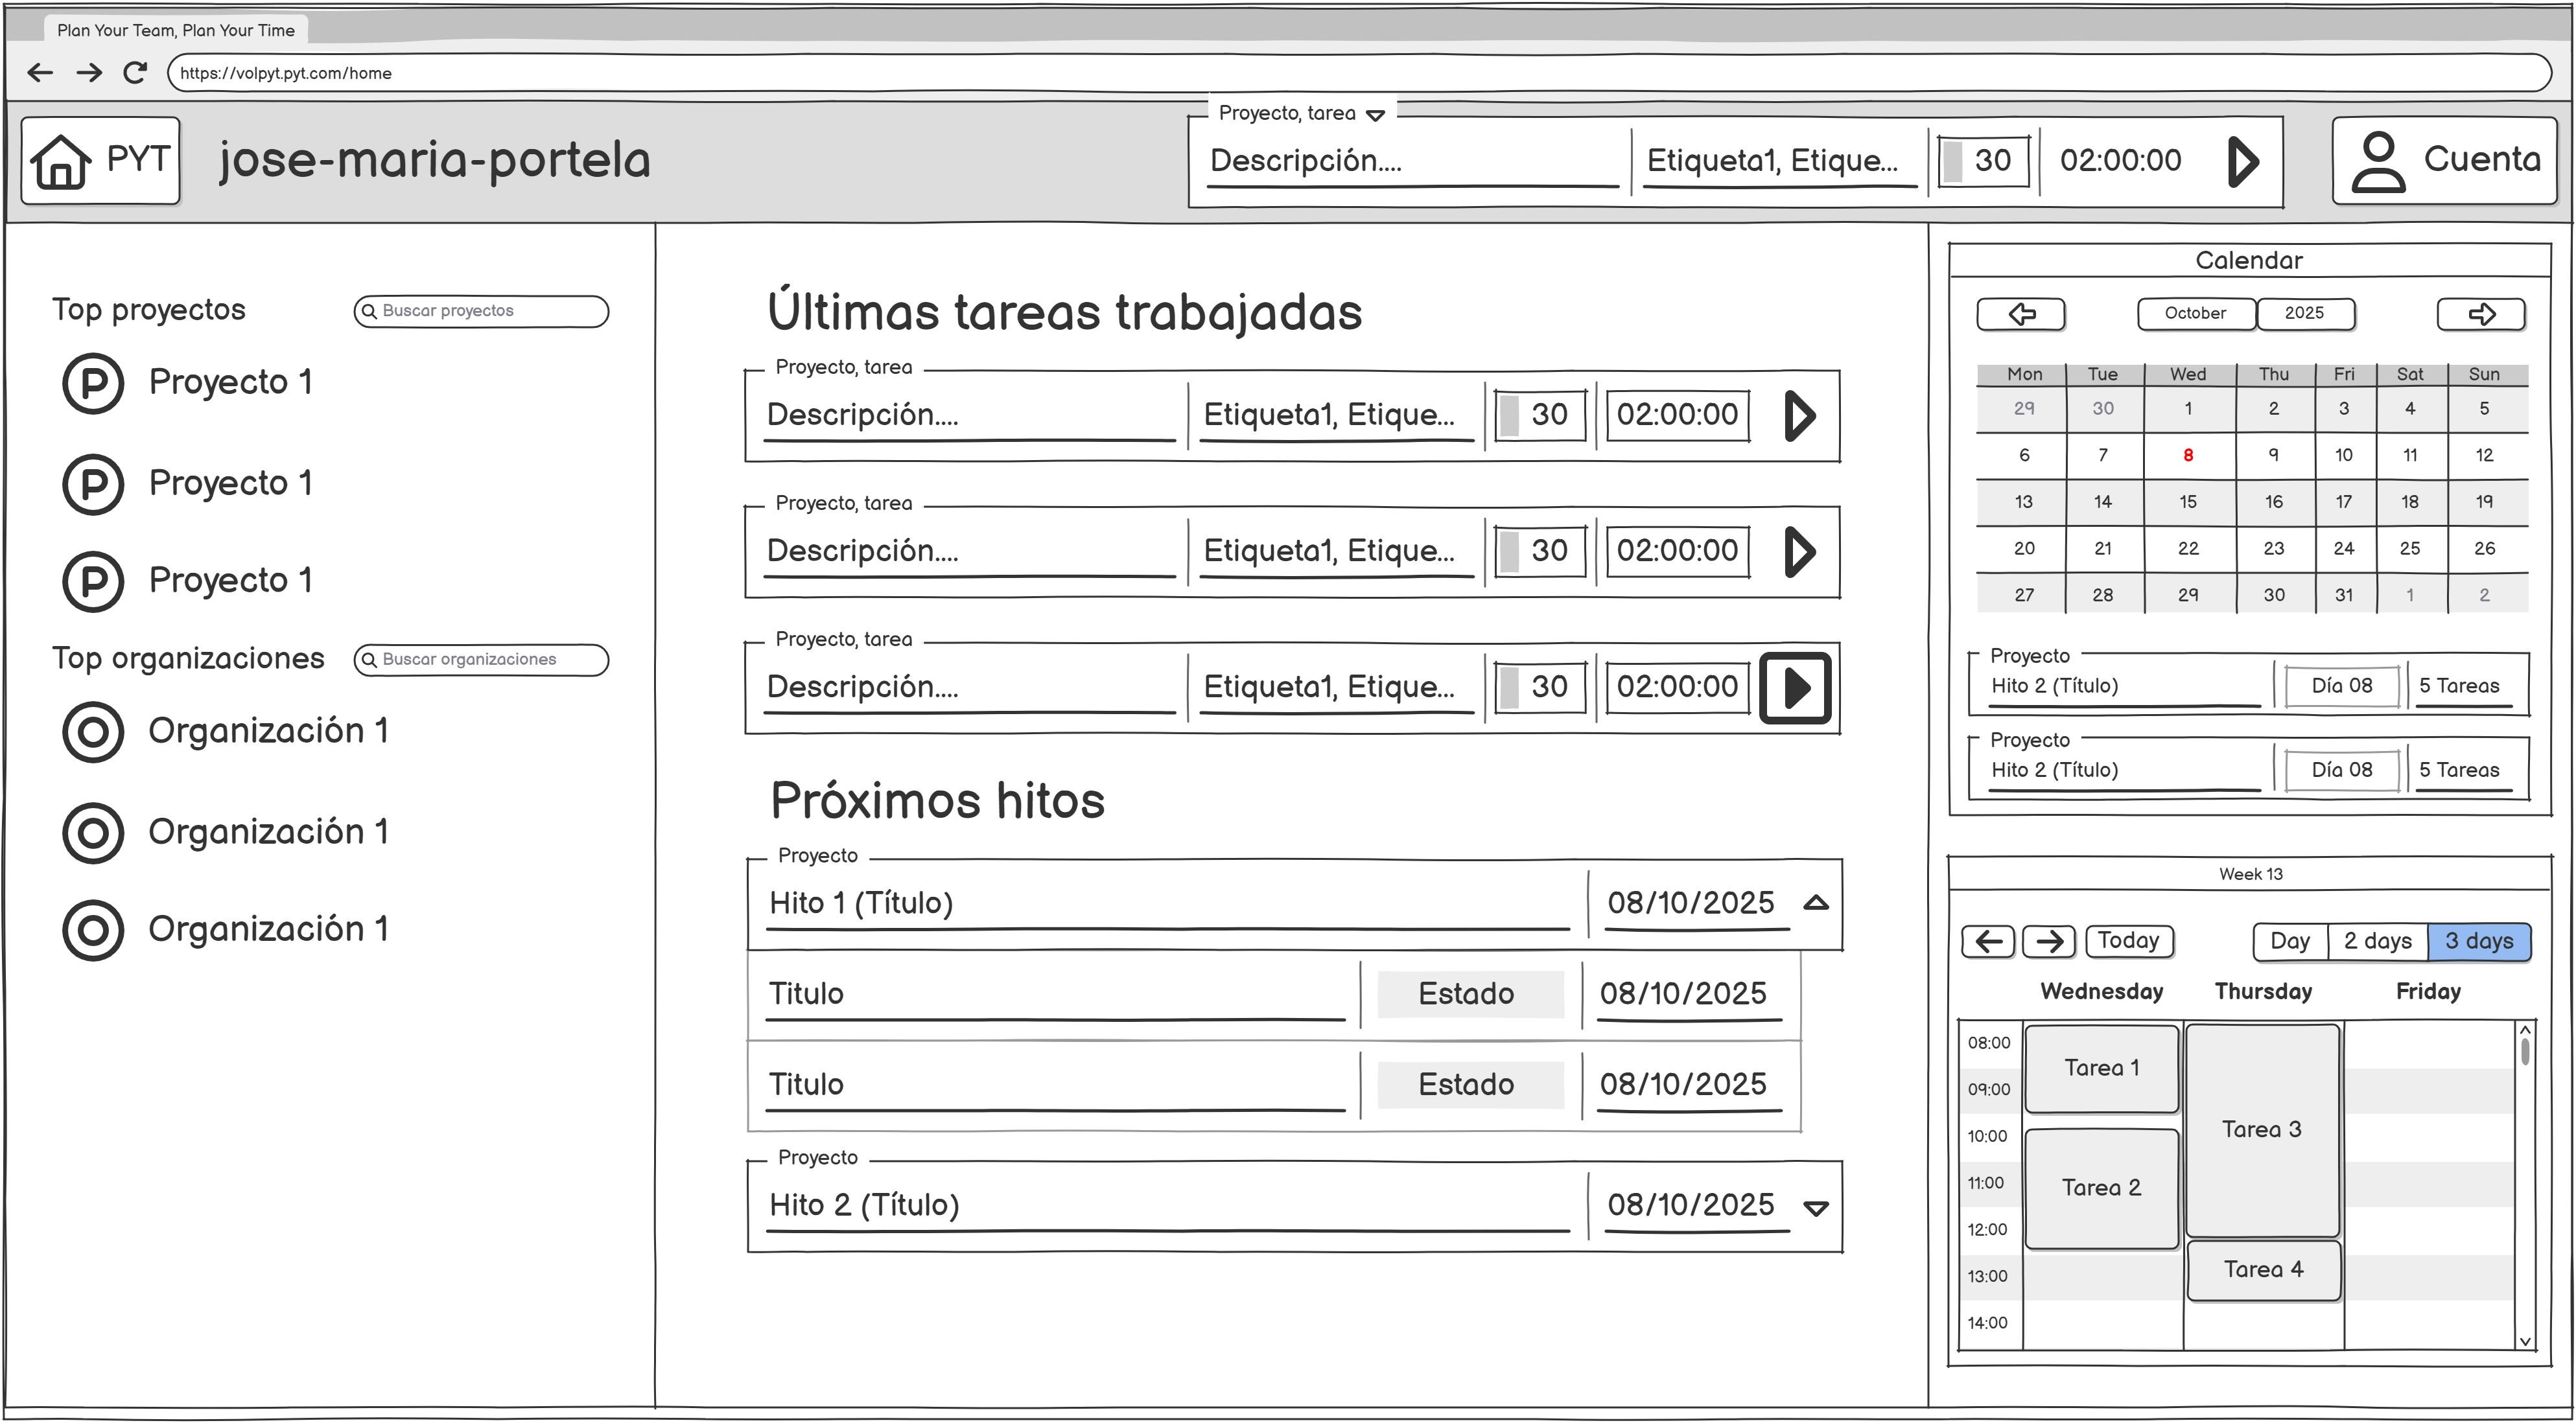 Plan Your Team, Plan Your Time
https://volpyt.pyt.com/home
PYT
jose-maria-portela
Proyecto, tarea
Descripción.... Etiqueta1, Etique... 30 02:00:00
Cuenta
Top proyectos
Buscar proyectos
Proyecto 1
Proyecto 1
Proyecto 1
Top organizaciones
Buscar organizaciones
Organización 1
Organización 1
Organización 1
Últimas tareas trabajadas
Proyecto, tarea
Descripción.... Etiqueta1, Etique... 30 02:00:00
Proyecto, tarea
Descripción.... Etiqueta1, Etique... 30 02:00:00
Proyecto, tarea
Descripción.... Etiqueta1, Etique... 30 02:00:00
Próximos hitos
Proyecto
Hito 1 (Título) 08/10/2025
Titulo Estado 08/10/2025
Titulo Estado 08/10/2025
Proyecto
Hito 2 (Título) 08/10/2025
Calendar
October 2025
Mon Tue Wed Thu Fri Sat Sun
29 30 1 2 3 4 5
6 7 8 9 10 11 12
13 14 15 16 17 18 19
20 21 22 23 24 25 26
27 28 29 30 31 1 2
Proyecto
Hito 2 (Título) Día 08 5 Tareas
Proyecto
Hito 2 (Título) Día 08 5 Tareas
Week 13
Today Day 2 days 3 days
Wednesday Thursday Friday
08:00
Tarea 1
09:00
10:00
Tarea 3
11:00
Tarea 2
12:00
Tarea 4
13:00
14:00